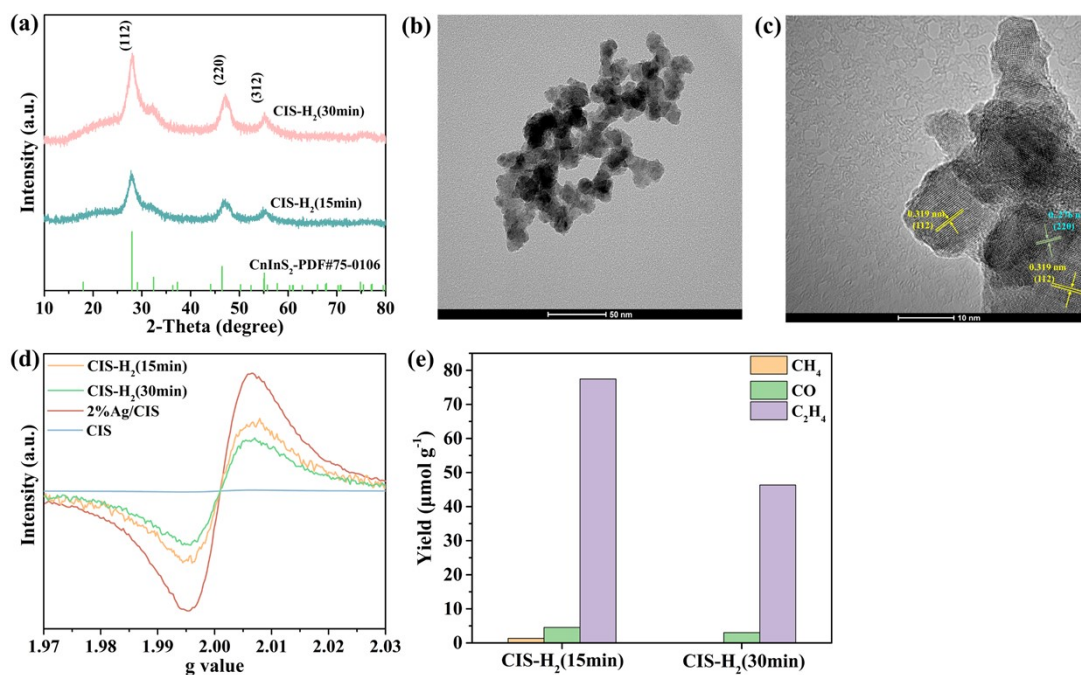 (a)
(112)
(220)
(312)
CIS-H₂(30min)
CIS-H₂(15min)
CnInS₂-PDF#75-0106
Intensity (a.u.)
10 20 30 40 50 60 70 80
2-Theta (degree)
(b)
50 nm
(c)
0.319 nm
(112)
(220)
0.319 nm
(112)
10 nm
(d)
CIS-H₂(15min)
CIS-H₂(30min)
2%Ag/CIS
CIS
Intensity (a.u.)
1.97 1.98 1.99 2.00 2.01 2.02 2.03
g value
(e)
CH₄
CO
C₂H₄
Yield (μmol g⁻¹)
80
70
60
50
40
30
20
10
0
CIS-H₂(15min) CIS-H₂(30min)